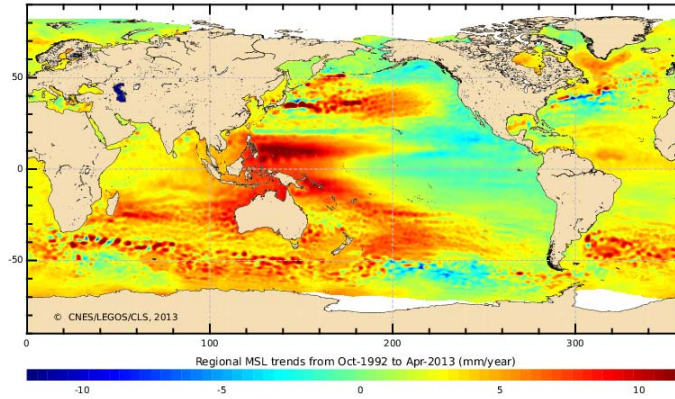 50
0
-50
© CNES/LEGOS/CLS, 2013
0 100 200 300
Regional MSL trends from Oct-1992 to Apr-2013 (mm/year)
-10 -5 0 5 10